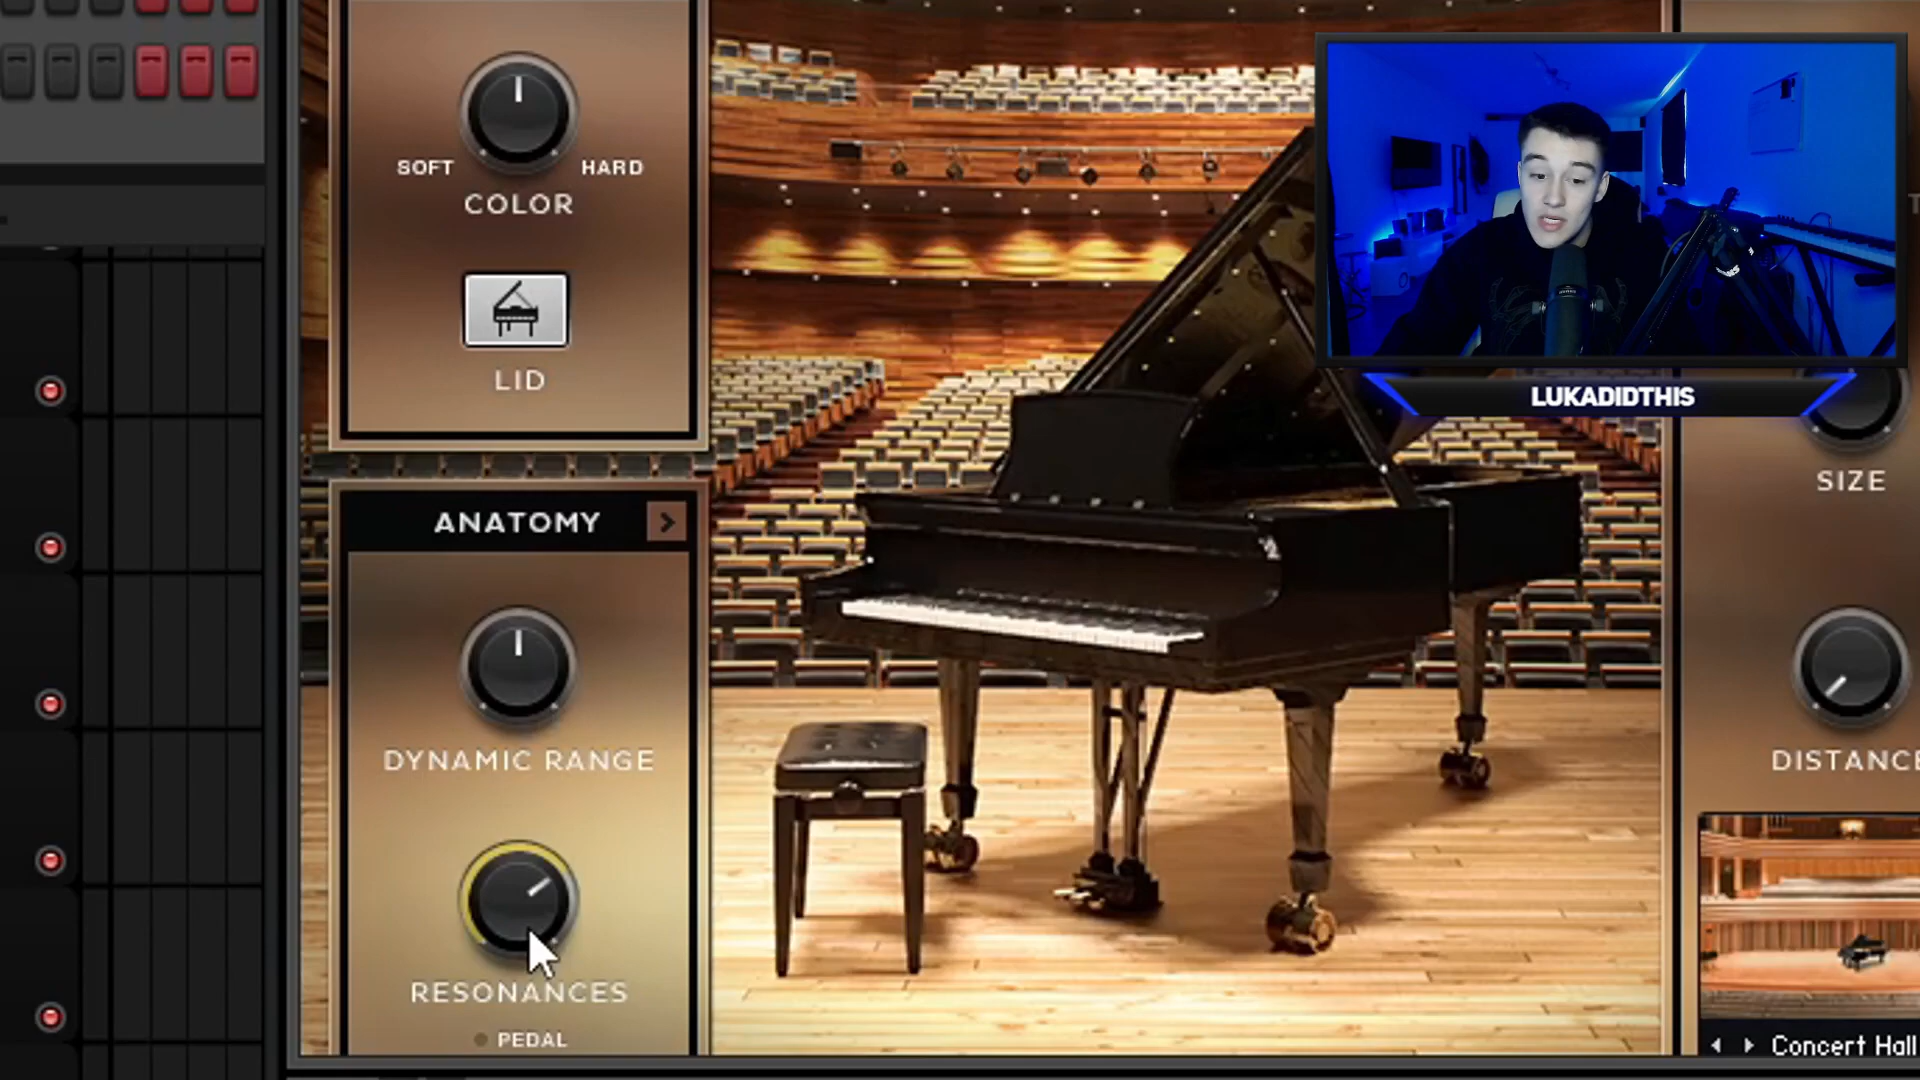 SOFT
HARD
COLOR
LID
LUKADIDTHIS
SIZE
ANATOMY
DYNAMIC RANGE
DISTANCE
RESONANCES
PEDAL
Concert Hall